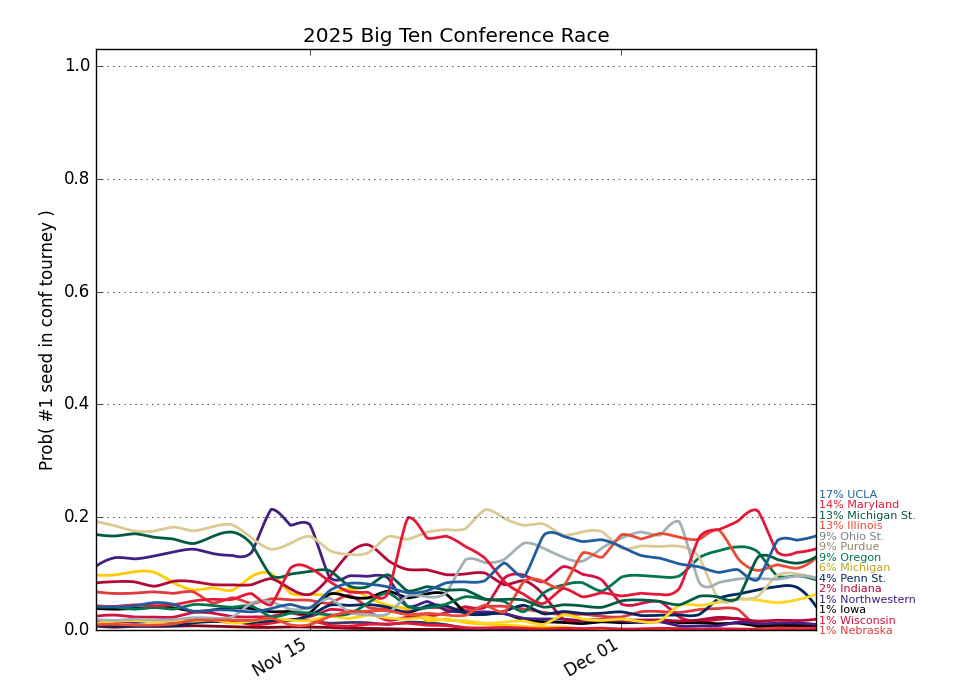 2025 Big Ten Conference Race
Prob( #1 seed in conf tourney )
1.0
0.8
0.6
0.4
0.2
0.0
Nov 15
Dec 01
17% UCLA
14% Maryland
13% Michigan St.
13% Illinois
9% Ohio St.
9% Purdue
9% Oregon
6% Michigan
4% Penn St.
2% Indiana
1% Northwestern
1% Iowa
1% Wisconsin
1% Nebraska